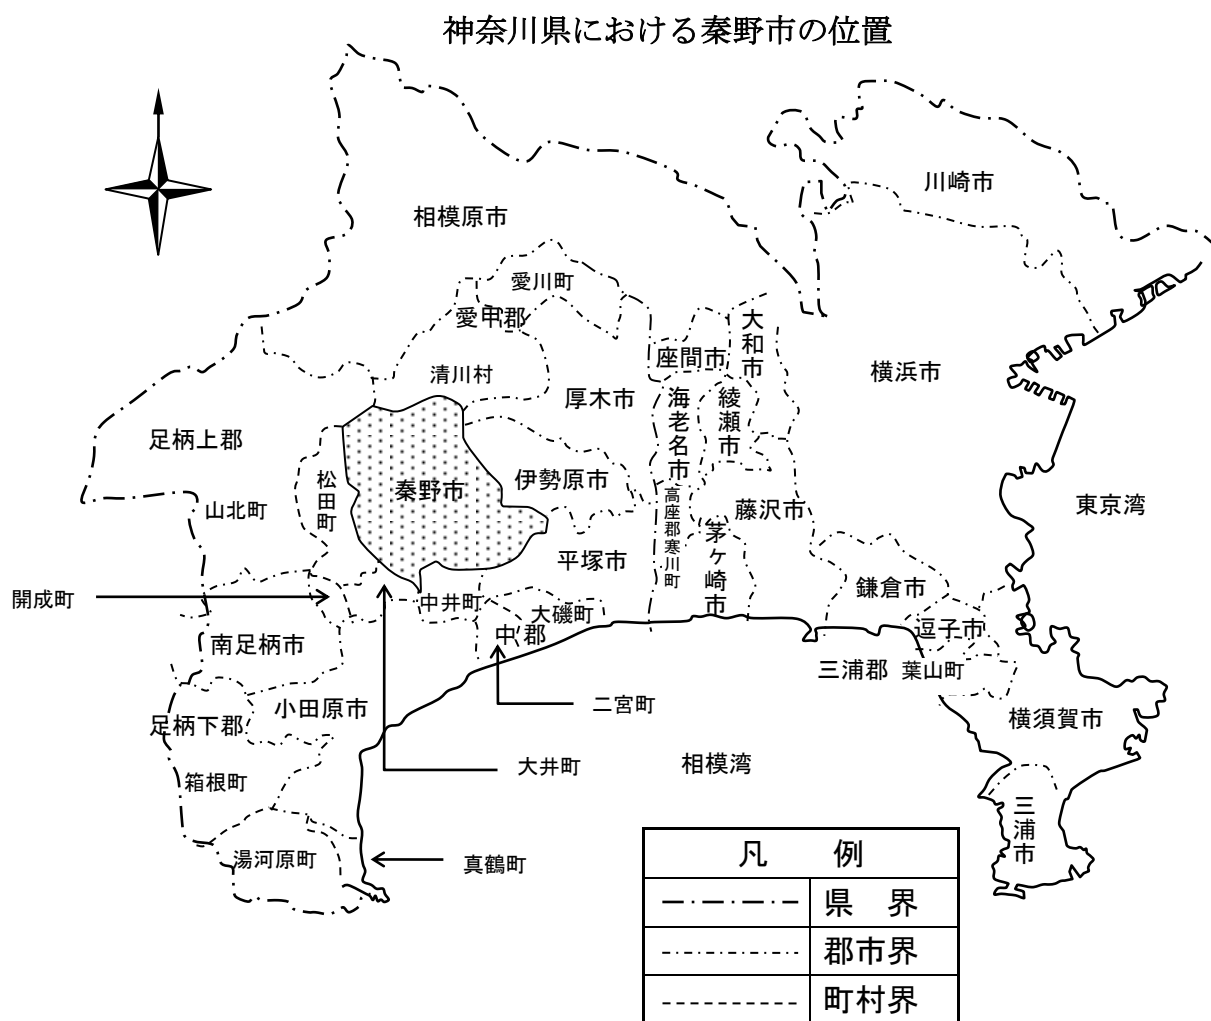 神奈川県における秦野市の位置
川崎市
相模原市
愛川町
愛甲郡
大和市
座間市
清川村
横浜市
厚木市
海老名市
綾瀬市
足柄上郡
松田町
秦野市
伊勢原市
山北町
高座郡寒川町
藤沢市
東京湾
茅ヶ崎市
平塚市
鎌倉市
開成町
中井町
大磯町
逗子市
中郡
南足柄市
三浦郡
葉山町
小田原市
二宮町
横須賀市
足柄下郡
大井町
相模湾
箱根町
三浦市
湯河原町
真鶴町
凡 例
県 界
郡市界
町村界